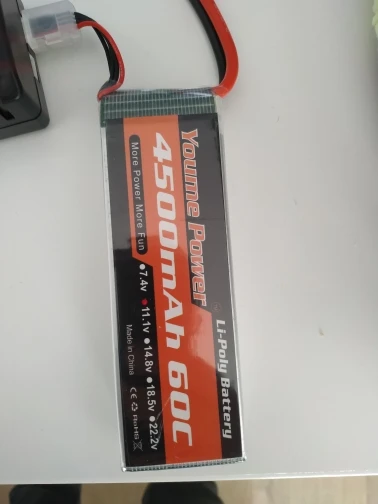 Youme Power
Li-Poly Battery
4500mAh 60C
More Power More Fun
●7.4v ●11.1v ●14.8v ●18.5v ●22.2v
Made in China
CE RoHS